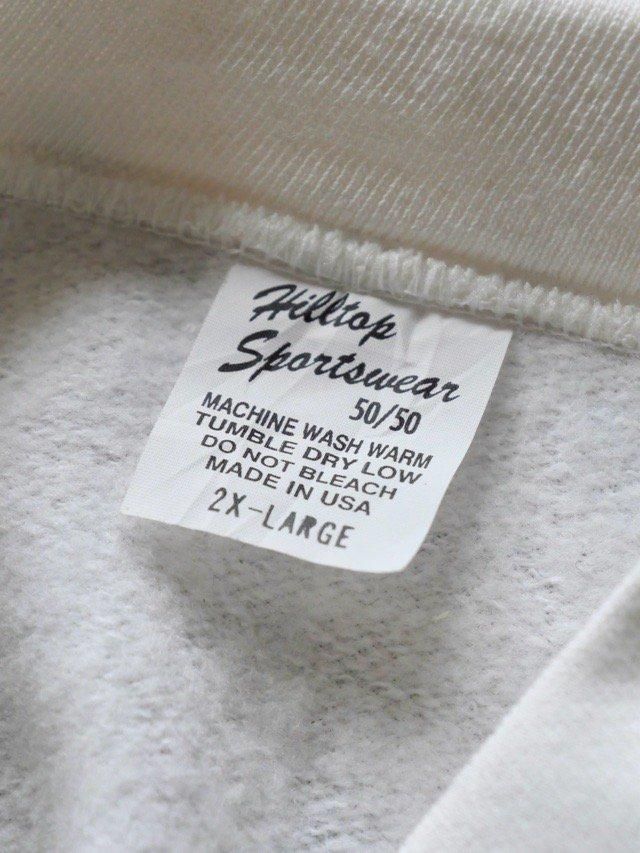 Hilltop
Sportswear
50/50
MACHINE WASH WARM
TUMBLE DRY LOW
DO NOT BLEACH
MADE IN USA
2X-LARGE